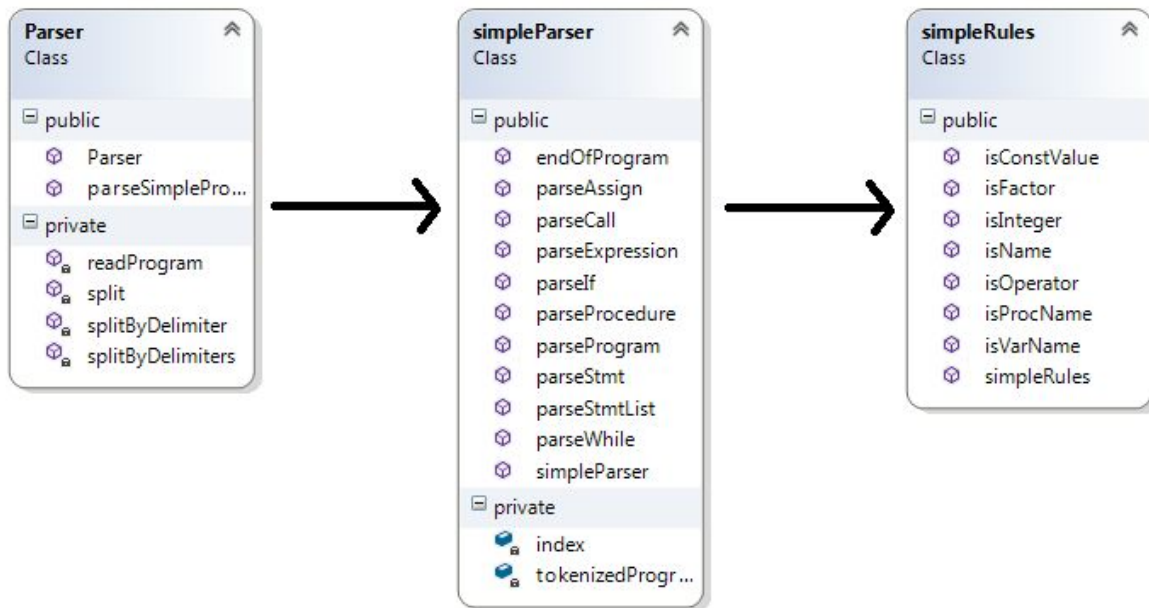 Parser
Class
public
Parser
parseSimplePro...
private
readProgram
split
splitByDelimiter
splitByDelimiters
simpleParser
Class
public
endOfProgram
parseAssign
parseCall
parseExpression
parseIf
parseProcedure
parseProgram
parseStmt
parseStmtList
parseWhile
simpleParser
private
index
tokenizedProgr...
simpleRules
Class
public
isConstValue
isFactor
isInteger
isName
isOperator
isProcName
isVarName
simpleRules